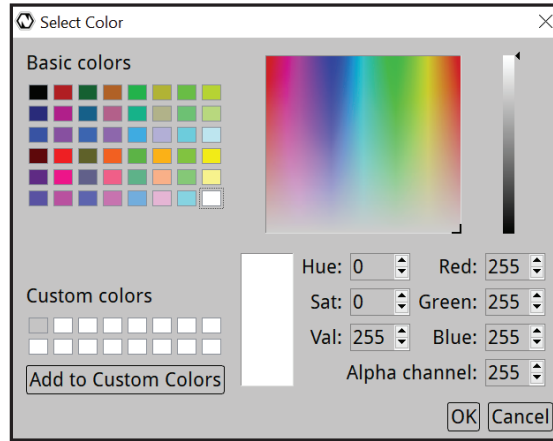 Select Color
Basic colors
Hue: 0 Red: 255
Custom colors Sat: 0 Green: 255
Val: 255 Blue: 255
Add to Custom Colors Alpha channel: 255
OK Cancel